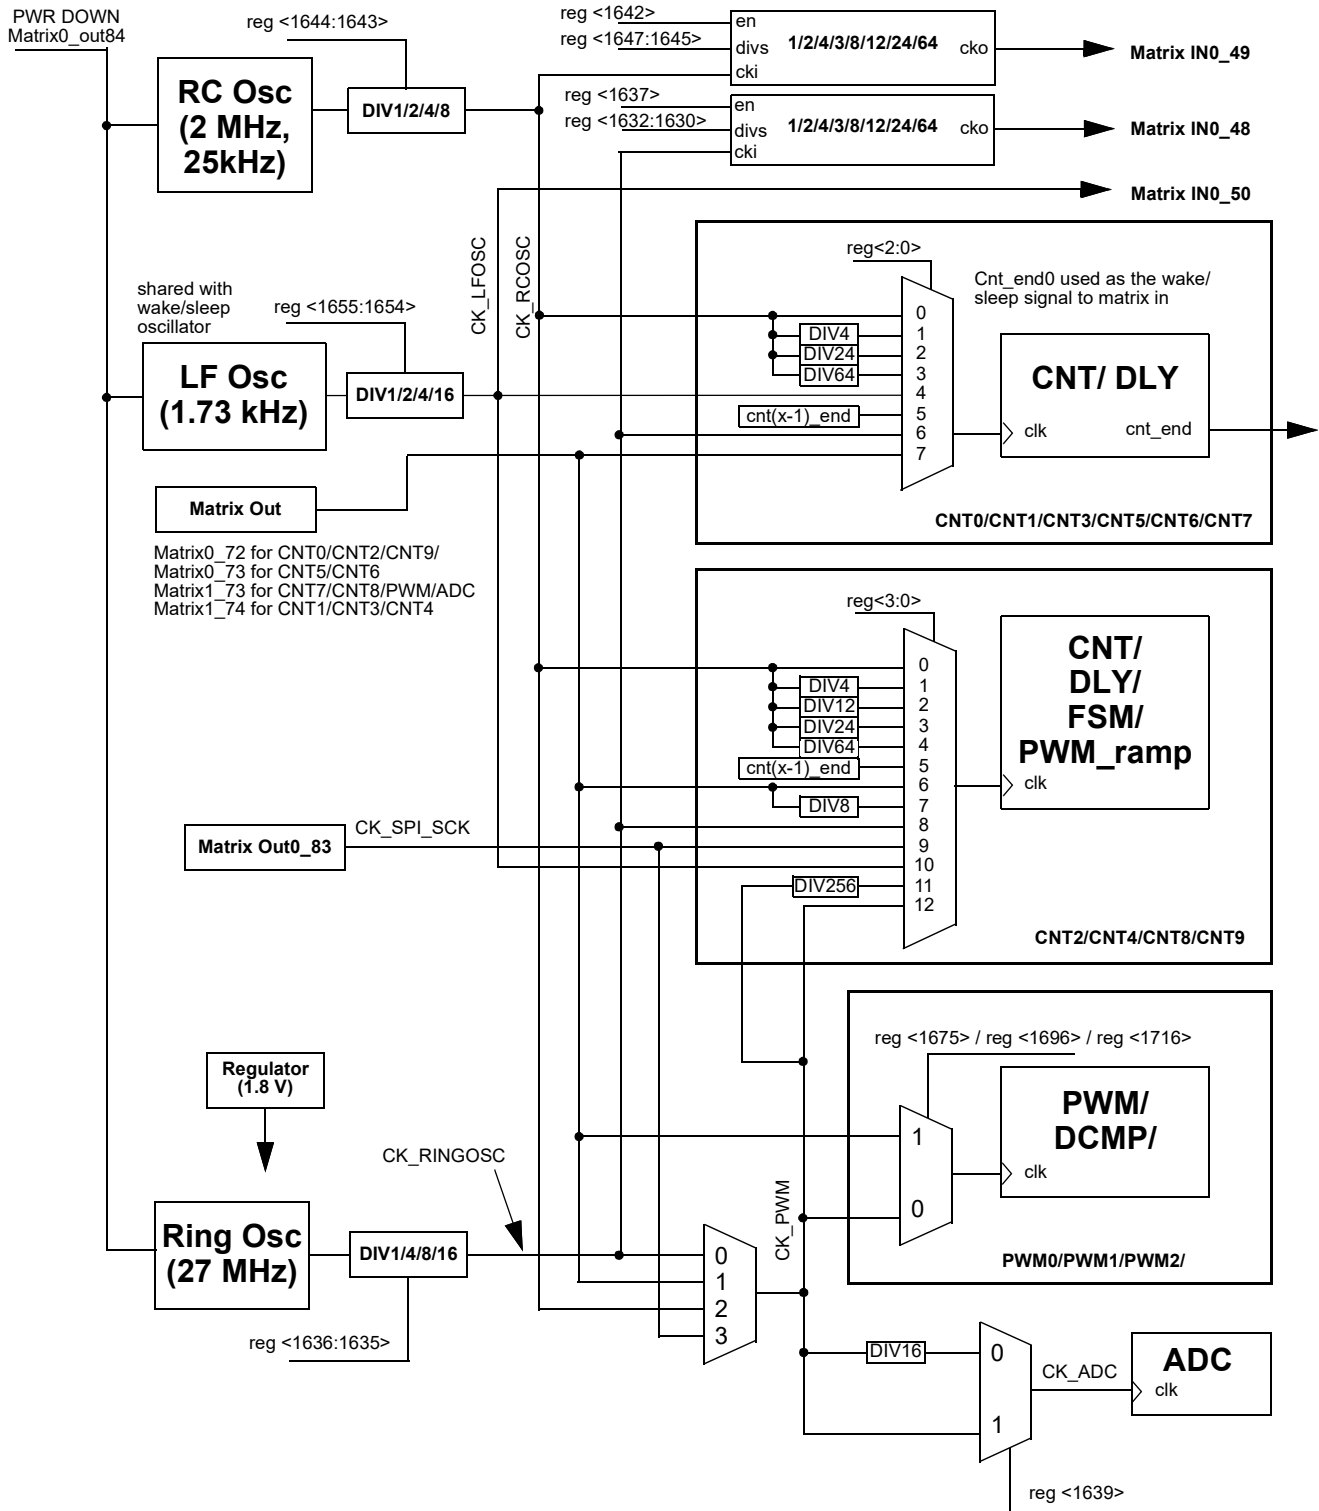 PWR DOWN
Matrix0_out84
reg <1644:1643>
RC Osc
(2 MHz,
25kHz)
DIV1/2/4/8
reg <1642>
reg <1647:1645>
en
divs
cki
1/2/4/3/8/12/24/64
cko
Matrix IN0_49
reg <1637>
reg <1632:1630>
en
divs
cki
1/2/4/3/8/12/24/64
cko
Matrix IN0_48
Matrix IN0_50
CK_LFOSC
CK_RCOSC
shared with
wake/sleep
oscillator
reg <1655:1654>
LF Osc
(1.73 kHz)
DIV1/2/4/16
reg<2:0>
Cnt_end0 used as the wake/
sleep signal to matrix in
0
DIV4 1
DIV24 2
DIV64 3
4
cnt(x-1)_end 5
6
7
CNT/ DLY
clk
cnt_end
CNT0/CNT1/CNT3/CNT5/CNT6/CNT7
Matrix Out
Matrix0_72 for CNT0/CNT2/CNT9/
Matrix0_73 for CNT5/CNT6
Matrix1_73 for CNT7/CNT8/PWM/ADC
Matrix1_74 for CNT1/CNT3/CNT4
reg<3:0>
0
DIV4 1
DIV12 2
DIV24 3
DIV64 4
cnt(x-1)_end 5
6
DIV8 7
8
9
10
DIV256 11
12
CNT/
DLY/
FSM/
PWM_ramp
clk
CNT2/CNT4/CNT8/CNT9
Matrix Out0_83
CK_SPI_SCK
reg <1675> / reg <1696> / reg <1716>
1
0
PWM/
DCMP/
clk
PWM0/PWM1/PWM2/
Regulator
(1.8 V)
CK_RINGOSC
Ring Osc
(27 MHz)
DIV1/4/8/16
reg <1636:1635>
0
1
2
3
CK_PWM
DIV16
0
1
CK_ADC
ADC
clk
reg <1639>